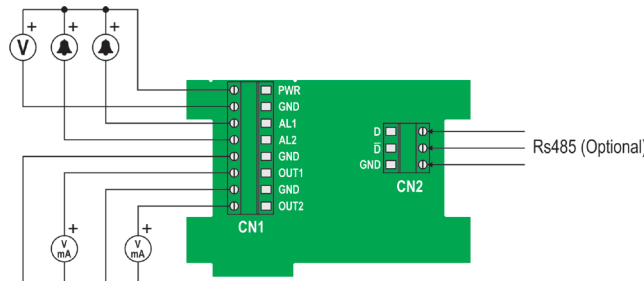 + + +
V
PWR
GND
AL1
AL2
GND
OUT1
GND
OUT2
CN1
D
D̅
GND
CN2
Rs485 (Optional)
+ +
V
mA
V
mA